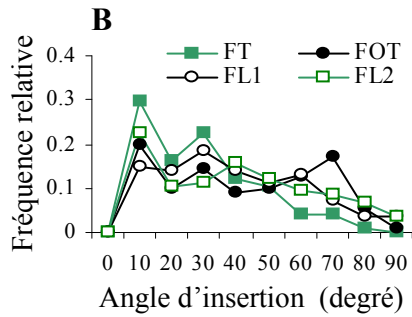 B
FT FOT
FL1 FL2
Fréquence relative
0.4
0.3
0.2
0.1
0
0 10 20 30 40 50 60 70 80 90
Angle d'insertion (degré)